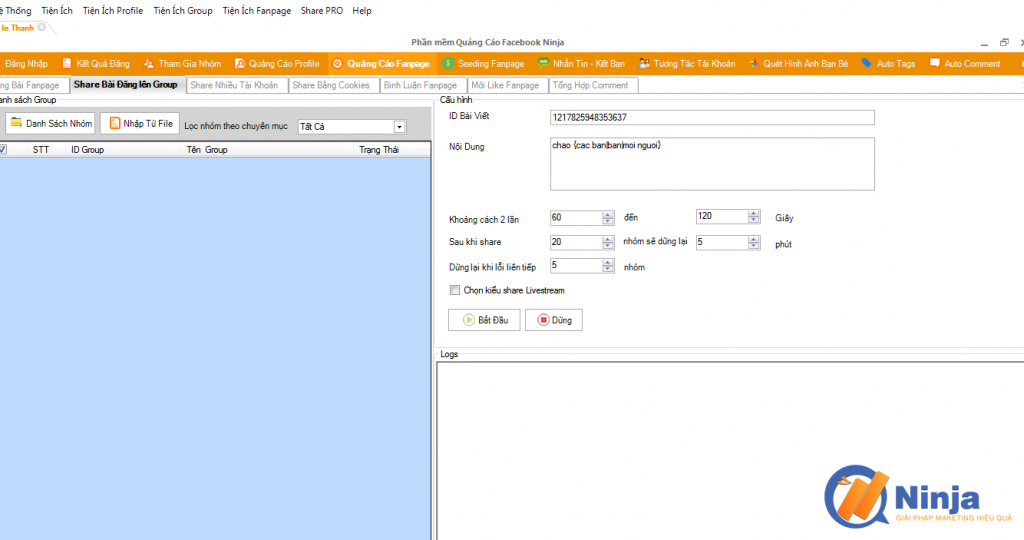 ệ Thống Tiện Ích Tiện Ích Profile Tiện Ích Group Tiện Ích Fanpage Share PRO Help
le Thanh
Phần mềm Quảng Cáo Facebook Ninja
Đăng Nhập Kết Quả Đăng Tham Gia Nhóm Quảng Cáo Profile Quảng Cáo Fanpage Seeding Fanpage Nhắn Tin - Kết Bạn Tương Tác Tài Khoản Quét Hình Ảnh Bạn Bè Auto Tags Auto Comment
ng Bài Fanpage Share Bài Đăng lên Group Share Nhiều Tài Khoản Share Bằng Cookies Bình Luận Fanpage Mời Like Fanpage Tổng Hợp Comment
anh sách Group
Danh Sách Nhóm Nhập Từ File Lọc nhóm theo chuyên mục Tất Cả
STT ID Group Tên Group Trạng Thái
Cấu hình
ID Bài Viết 1217825948353637
Nội Dung chao {cac ban|ban|moi nguoi}
Khoảng cách 2 lần 60 đến 120 Giây
Sau khi share 20 nhóm sẽ dừng lại 5 phút
Dừng lại khi lỗi liên tiếp 5 nhóm
Chọn kiểu share Livestream
Bắt Đầu Dừng
Logs
Ninja
GIẢI PHÁP MAKETING HIỆU QUẢ